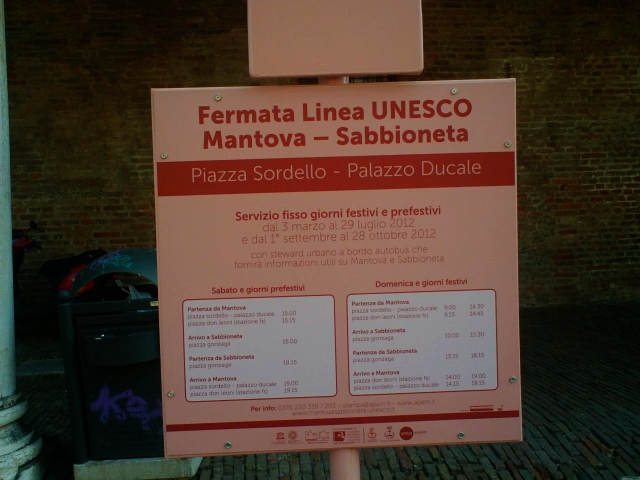 Fermata Linea UNESCO
Mantova – Sabbioneta
Piazza Sordello - Palazzo Ducale
Servizio fisso giorni festivi e prefestivi
dal 3 marzo al 29 luglio 2012
e dal 1° settembre al 28 ottobre 2012
con steward urbano a bordo autobus che
fornirà informazioni utili su Mantova e Sabbioneta
Sabato e giorni prefestivi
Partenza da Mantova
piazza sordello - palazzo ducale 15.00
piazza don leoni (stazione fs) 15.15
Arrivo a Sabbioneta
piazza gonzaga 16.00
Partenza da Sabbioneta
piazza gonzaga 18.15
Arrivo a Mantova
piazza sordello - palazzo ducale 19.00
piazza don leoni (stazione fs)
Domenica e giorni festivi
Partenza da Mantova
piazza sordello - palazzo ducale 9.00 14.30
piazza don leoni (stazione fs) 9.15 14.45
Arrivo a Sabbioneta
piazza gonzaga 10.00 15.30
Partenza da Sabbioneta
piazza gonzaga 13.15 18.15
Arrivo a Mantova
piazza don leoni (stazione fs) 14.00 19.00
piazza sordello - palazzo ducale 14.15 19.15
Per info: